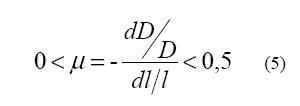 0 < μ = - dD/D / dl/l < 0,5 (5)